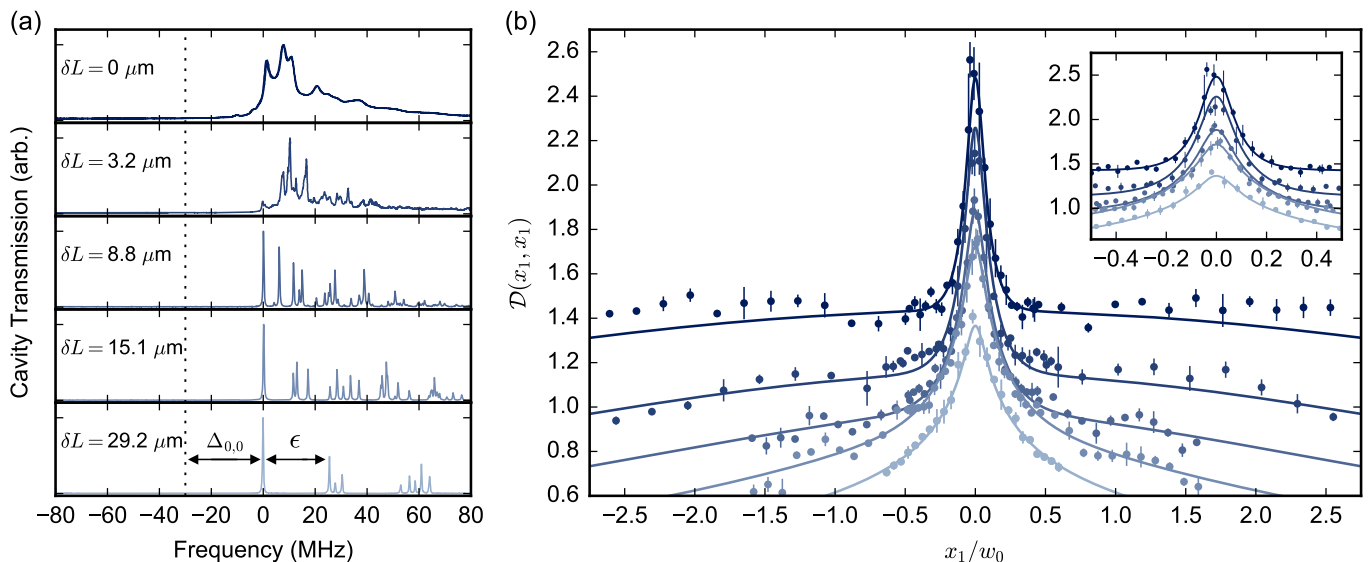 (a)
δL = 0 μm
δL = 3.2 μm
δL = 8.8 μm
δL = 15.1 μm
δL = 29.2 μm
Δ0,0
ϵ
Cavity Transmission (arb.)
−80 −60 −40 −20 0 20 40 60 80
Frequency (MHz)
(b)
2.6
2.4
2.2
2.0
1.8
1.6
1.4
1.2
1.0
0.8
0.6
𝒟(x1, x1)
−2.5 −2.0 −1.5 −1.0 −0.5 0.0 0.5 1.0 1.5 2.0 2.5
x1/w0
2.5
2.0
1.5
1.0
−0.4 −0.2 0.0 0.2 0.4